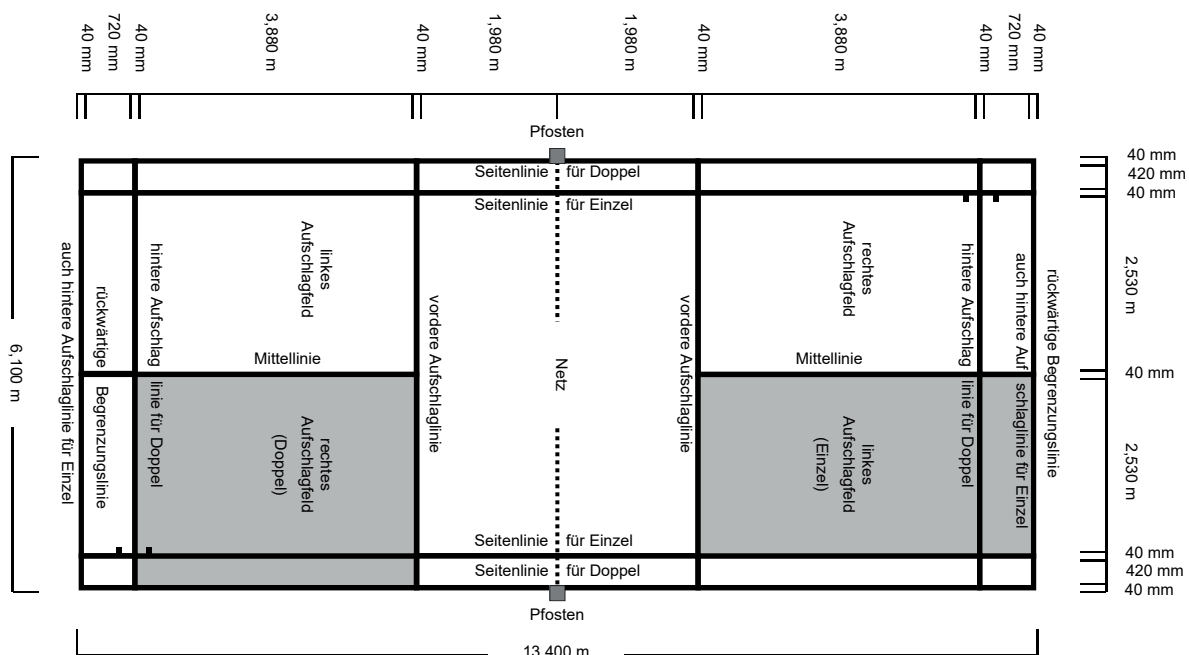 40 mm
720 mm
40 mm
3,880 m
40 mm
1,980 m
1,980 m
40 mm
3,880 m
40 mm
720 mm
40 mm
Pfosten
Seitenlinie für Doppel
Seitenlinie für Einzel
40 mm
420 mm
40 mm
2,530 m
40 mm
2,530 m
40 mm
420 mm
40 mm
6,100 m
auch hintere Aufschlaglinie für Einzel
rückwärtige Begrenzungslinie
hintere Aufschlag linie für Doppel
linkes
Aufschlagfeld
Mittellinie
rechtes
Aufschlagfeld
(Doppel)
vordere Aufschlaglinie
Netz
vordere Aufschlaglinie
rechtes
Aufschlagfeld
Mittellinie
linkes
Aufschlagfeld
(Einzel)
hintere Aufschlag linie für Doppel
auch hintere Auf schlaglinie für Einzel
rückwärtige Begrenzungslinie
Seitenlinie für Einzel
Seitenlinie für Doppel
Pfosten
13,400 m